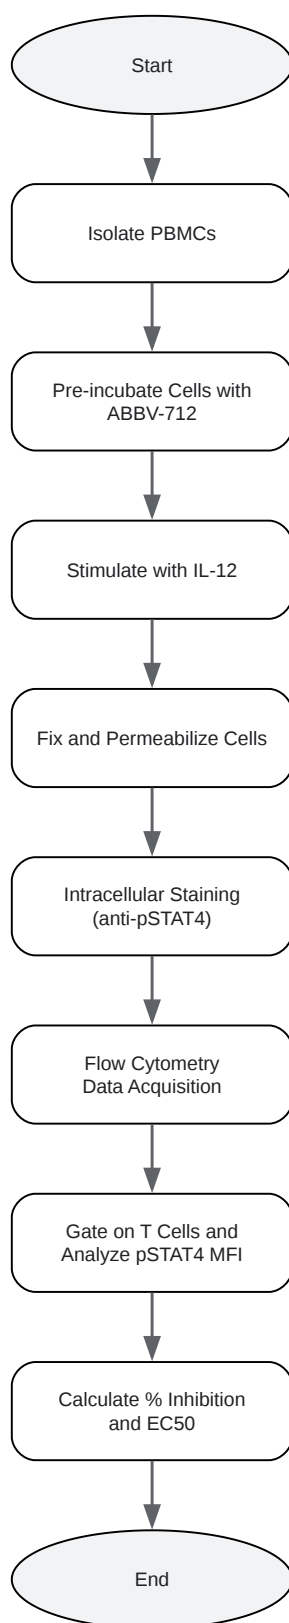 Start
Isolate PBMCs
Pre-incubate Cells with
ABBV-712
Stimulate with IL-12
Fix and Permeabilize Cells
Intracellular Staining
(anti-pSTAT4)
Flow Cytometry
Data Acquisition
Gate on T Cells and
Analyze pSTAT4 MFI
Calculate % Inhibition
and EC50
End